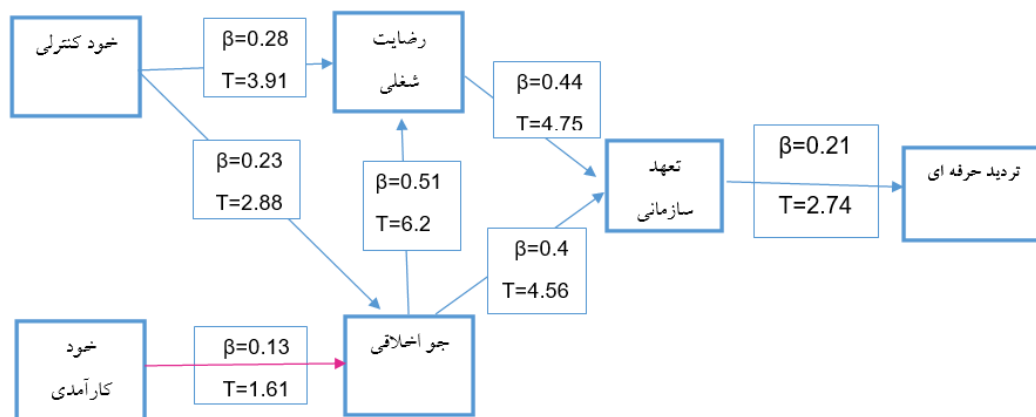 خود کنترلی
β=0.28
T=3.91
رضایت
شغلی
β=0.44
T=4.75
β=0.23
T=2.88
β=0.51
T=6.2
تعهد
سازمانی
β=0.21
T=2.74
تردید حرفه ای
β=0.4
T=4.56
خود
کارآمدی
β=0.13
T=1.61
جو اخلاقی